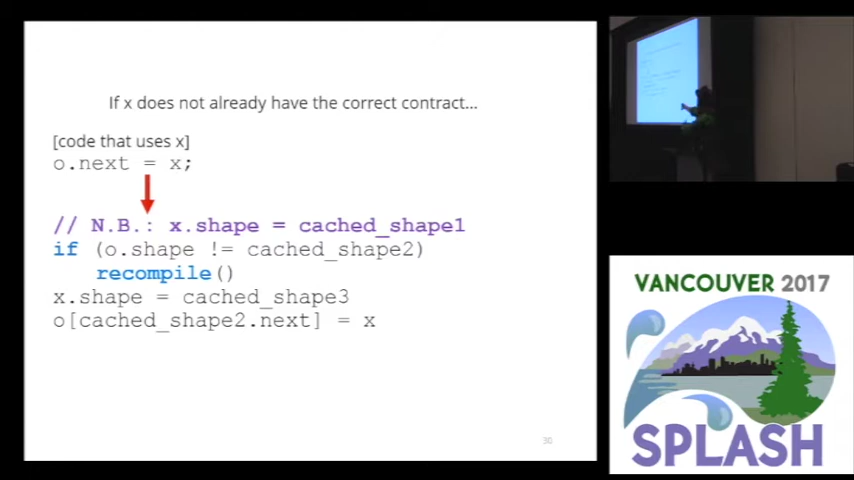 If x does not already have the correct contract...
[code that uses x]
o.next = x;
// N.B.: x.shape = cached_shape1
if (o.shape != cached_shape2)
recompile()
x.shape = cached_shape3
o[cached_shape2.next] = x
30
VANCOUVER 2017
SPLASH